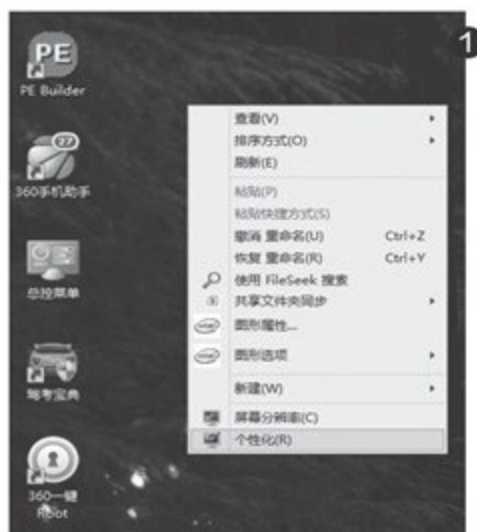 1
PE
PE Builder
27
360手机助手
总控菜单
驾考宝典
360一键
Root
查看(V)
排序方式(O)
刷新(E)
粘贴(P)
粘贴快捷方式(S)
撤消 重命名(U) Ctrl+Z
恢复 重命名(R) Ctrl+Y
使用 FileSeek 搜索
共享文件夹同步
图形属性...
图形选项
新建(W)
屏幕分辨率(C)
个性化(R)